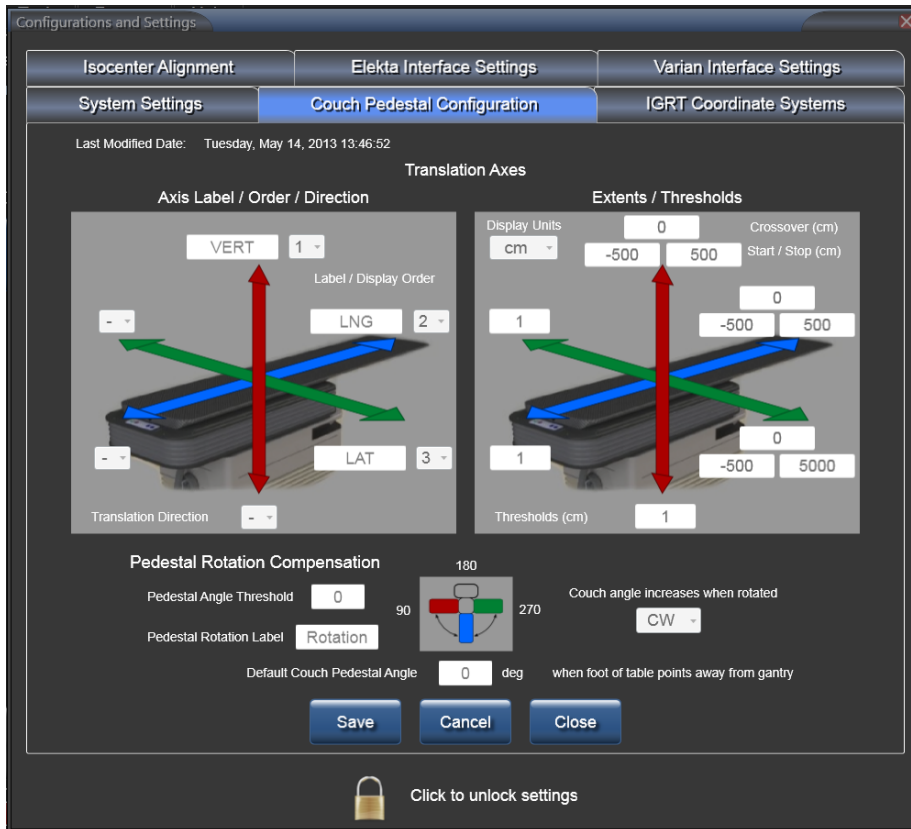 Configurations and Settings
Isocenter Alignment Elekta Interface Settings Varian Interface Settings
System Settings Couch Pedestal Configuration IGRT Coordinate Systems
Last Modified Date: Tuesday, May 14, 2013 13:46:52
Translation Axes
Axis Label / Order / Direction
VERT 1
Label / Display Order
- LNG 2
- LAT 3
Translation Direction -
Extents / Thresholds
Display Units 0 Crossover (cm)
cm -500 500 Start / Stop (cm)
0
1 -500 500
0
1 -500 5000
Thresholds (cm) 1
Pedestal Rotation Compensation
Pedestal Angle Threshold 0
Pedestal Rotation Label Rotation
180
90 270
Couch angle increases when rotated
CW
Default Couch Pedestal Angle 0 deg when foot of table points away from gantry
Save Cancel Close
Click to unlock settings